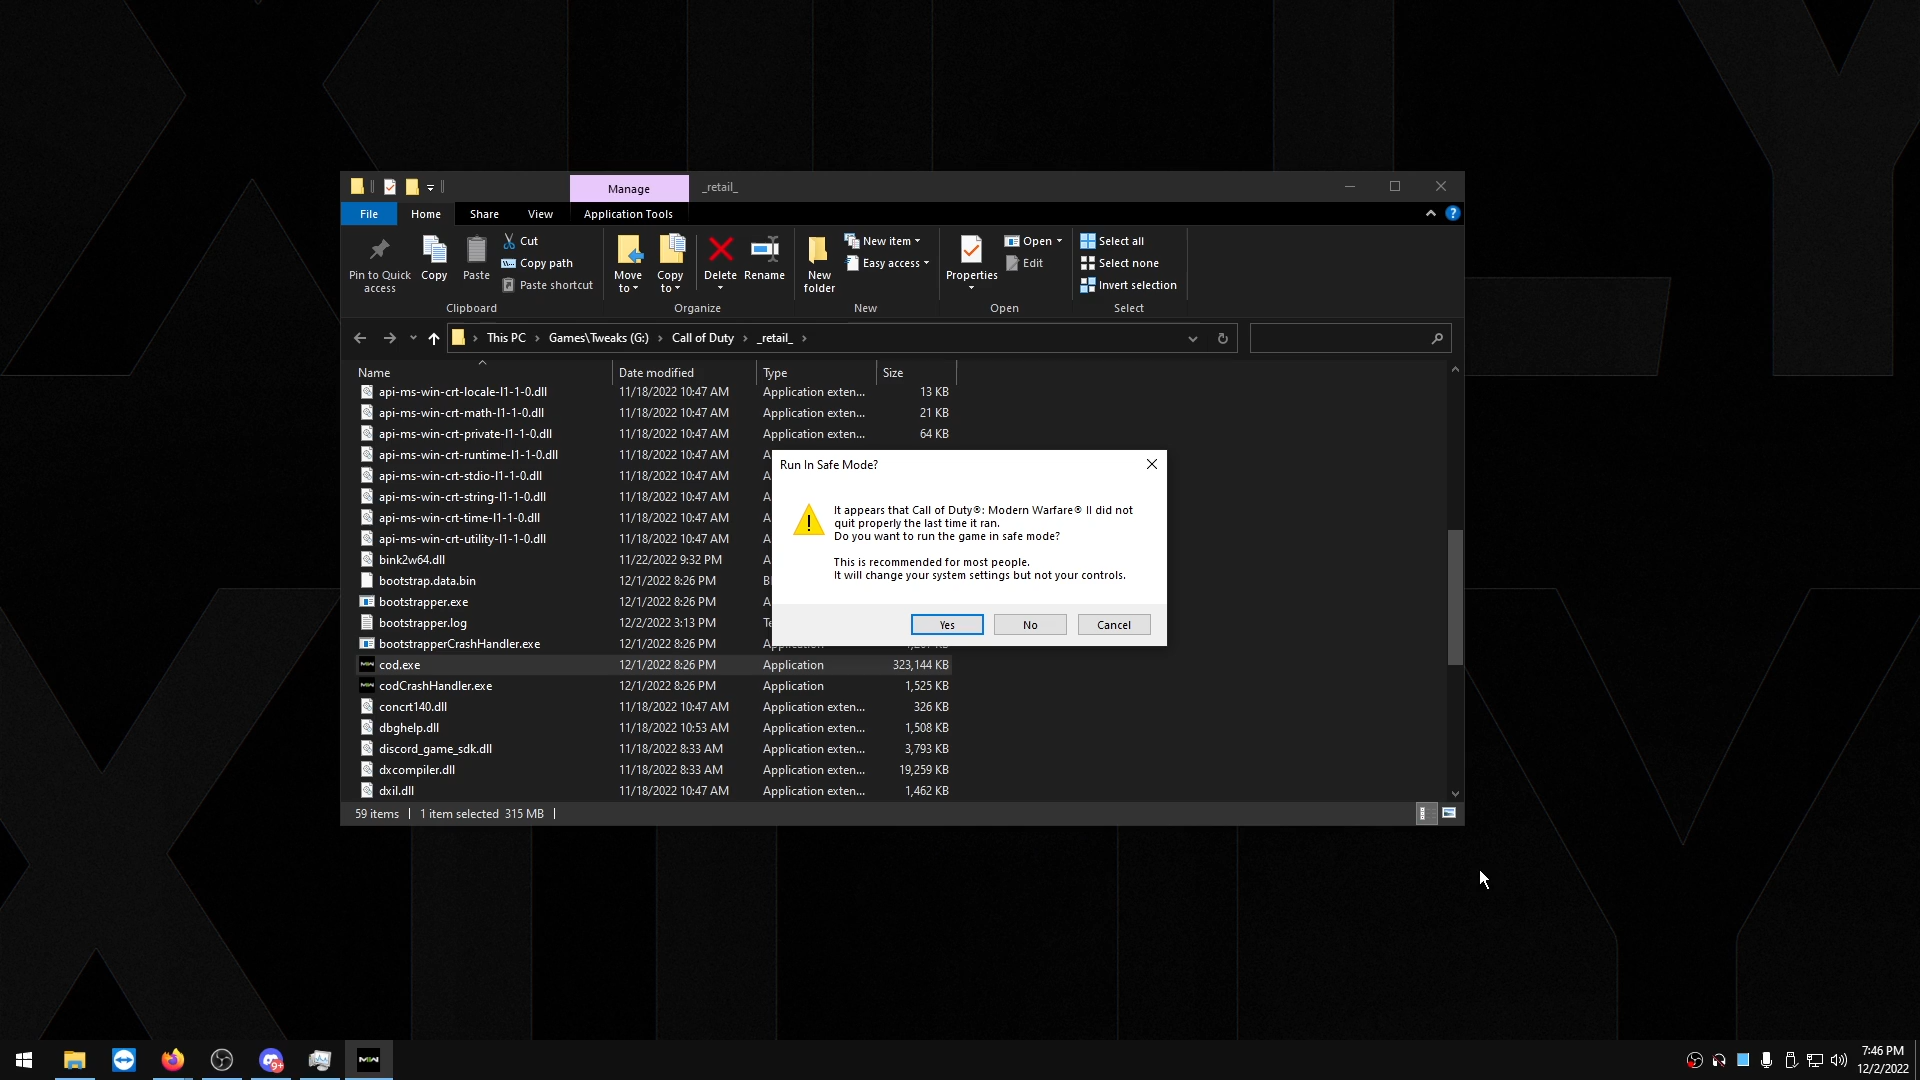 Manage
_retail_
File
Home
Share
View
Application Tools
Pin to Quick
access
Copy
Paste
Cut
Copy path
Paste shortcut
Clipboard
Move
to
Copy
to
Delete
Rename
Organize
New
folder
New item
Easy access
New
Properties
Open
Edit
Open
Select all
Select none
Invert selection
Select
This PC > Games\Tweaks (G:) > Call of Duty > _retail_ >
Name Date modified Type Size
api-ms-win-crt-locale-l1-1-0.dll 11/18/2022 10:47 AM Application exten... 13 KB
api-ms-win-crt-math-l1-1-0.dll 11/18/2022 10:47 AM Application exten... 21 KB
api-ms-win-crt-private-l1-1-0.dll 11/18/2022 10:47 AM Application exten... 64 KB
api-ms-win-crt-runtime-l1-1-0.dll 11/18/2022 10:47 AM
api-ms-win-crt-stdio-l1-1-0.dll 11/18/2022 10:47 AM
api-ms-win-crt-string-l1-1-0.dll 11/18/2022 10:47 AM
api-ms-win-crt-time-l1-1-0.dll 11/18/2022 10:47 AM
api-ms-win-crt-utility-l1-1-0.dll 11/18/2022 10:47 AM
bink2w64.dll 11/22/2022 9:32 PM
bootstrap.data.bin 12/1/2022 8:26 PM
bootstrapper.exe 12/1/2022 8:26 PM
bootstrapper.log 12/2/2022 3:13 PM
bootstrapperCrashHandler.exe 12/1/2022 8:26 PM
cod.exe 12/1/2022 8:26 PM Application 323,144 KB
codCrashHandler.exe 12/1/2022 8:26 PM Application 1,525 KB
concrt140.dll 11/18/2022 10:47 AM Application exten... 326 KB
dbghelp.dll 11/18/2022 10:53 AM Application exten... 1,508 KB
discord_game_sdk.dll 11/18/2022 8:33 AM Application exten... 3,793 KB
dxcompiler.dll 11/18/2022 8:33 AM Application exten... 19,259 KB
dxil.dll 11/18/2022 10:47 AM Application exten... 1,462 KB
59 items 1 item selected 315 MB
Run In Safe Mode?
It appears that Call of Duty®: Modern Warfare® II did not
quit properly the last time it ran.
Do you want to run the game in safe mode?
This is recommended for most people.
It will change your system settings but not your controls.
Yes
No
Cancel
9+
MW
7:46 PM
12/2/2022